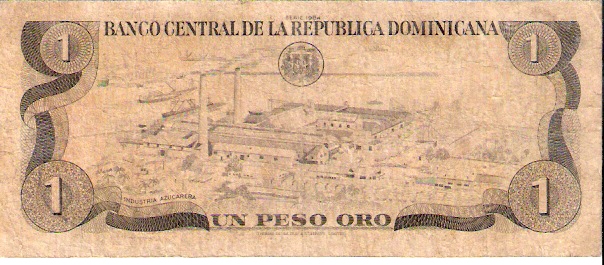 SERIE 1984
BANCO CENTRAL DE LA REPUBLICA DOMINICANA
1
1
INDUSTRIA AZUCARERA
1
1
UN PESO ORO